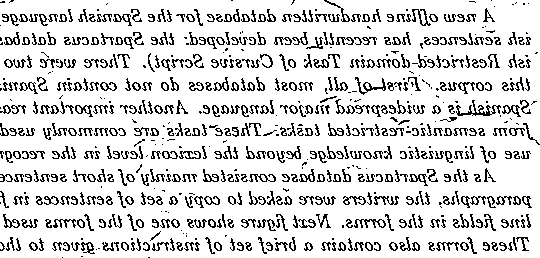 A new offline handwritten database for the Spanish language
ish sentences, has recently been developed: the Spartacus databas
ish Restricted-domain Task of Cursive Script). There were two
this corpus. First of all, most databases do not contain Spani
Spanish is a widespread major language. Another important rea
from semantic-restricted tasks. These tasks are commonly used
use of linguistic knowledge beyond the lexicon level in the recogn
As the Spartacus database consisted mainly of short sentence
paragraphs, the writers were asked to copy a set of sentences in f
line fields in the forms. Next figure shows one of the forms used
These forms also contain a brief set of instructions given to the